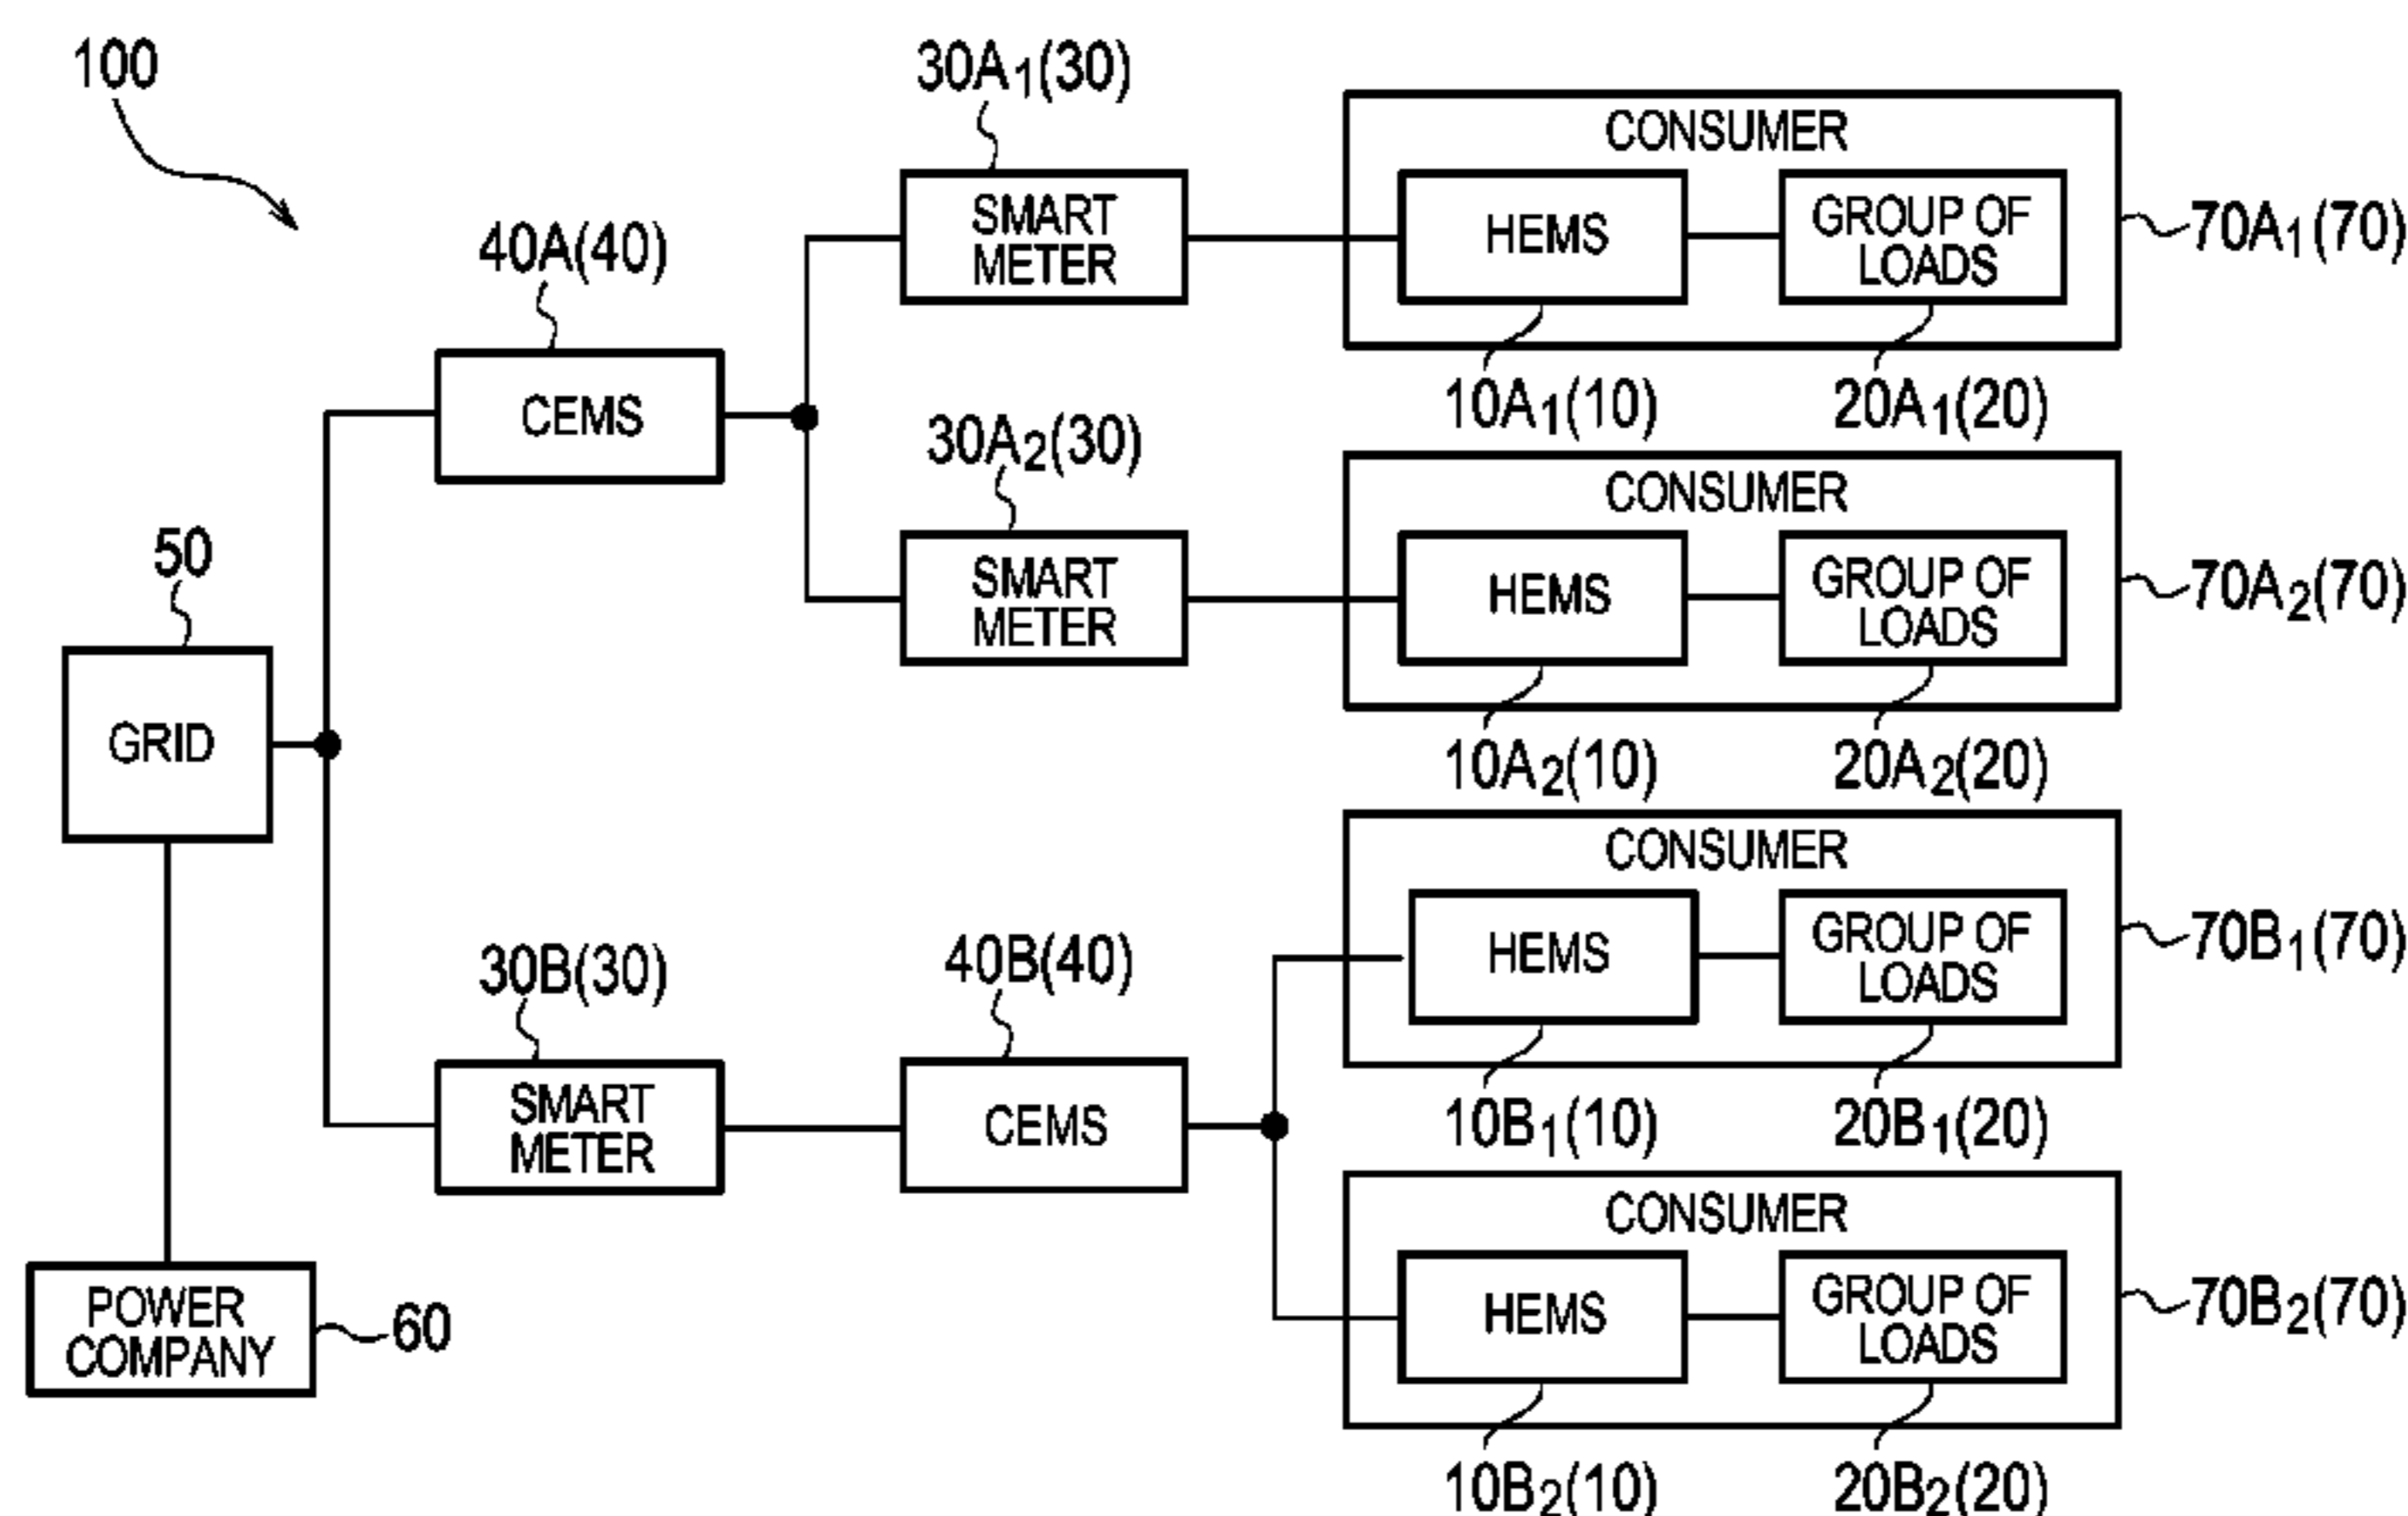 100
30A1(30)
CONSUMER
SMART
METER
HEMS
GROUP OF
LOADS
70A1(70)
40A(40)
10A1(10)
20A1(20)
CEMS
30A2(30)
CONSUMER
SMART
METER
HEMS
GROUP OF
LOADS
70A2(70)
50
GRID
10A2(10)
20A2(20)
CONSUMER
HEMS
GROUP OF
LOADS
70B1(70)
30B(30)
40B(40)
SMART
METER
CEMS
10B1(10)
20B1(20)
CONSUMER
HEMS
GROUP OF
LOADS
70B2(70)
POWER
COMPANY
60
10B2(10)
20B2(20)